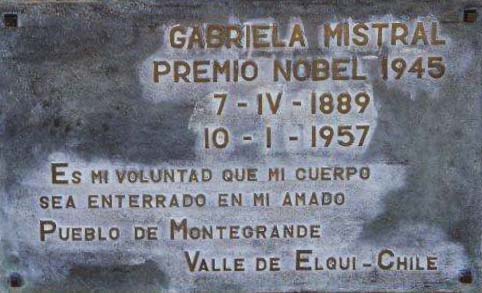 GABRIELA MISTRAL
PREMIO NOBEL 1945
7 - IV - 1889
10 - I - 1957
ES MI VOLUNTAD QUE MI CUERPO
SEA ENTERRADO EN MI AMADO
PUEBLO DE MONTEGRANDE
VALLE DE ELQUI - CHILE